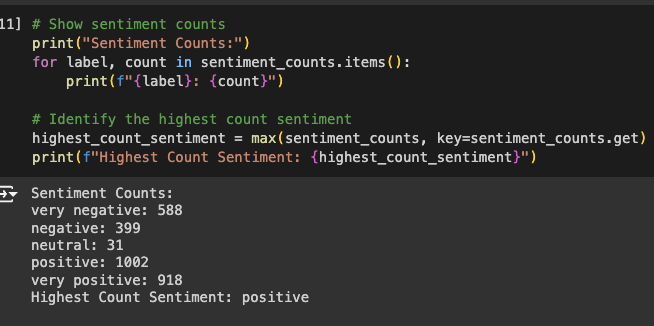 11] # Show sentiment counts
print("Sentiment Counts:")
for label, count in sentiment_counts.items():
    print(f"{label}: {count}")

# Identify the highest count sentiment
highest_count_sentiment = max(sentiment_counts, key=sentiment_counts.get)
print(f"Highest Count Sentiment: {highest_count_sentiment}")
Sentiment Counts:
very negative: 588
negative: 399
neutral: 31
positive: 1002
very positive: 918
Highest Count Sentiment: positive